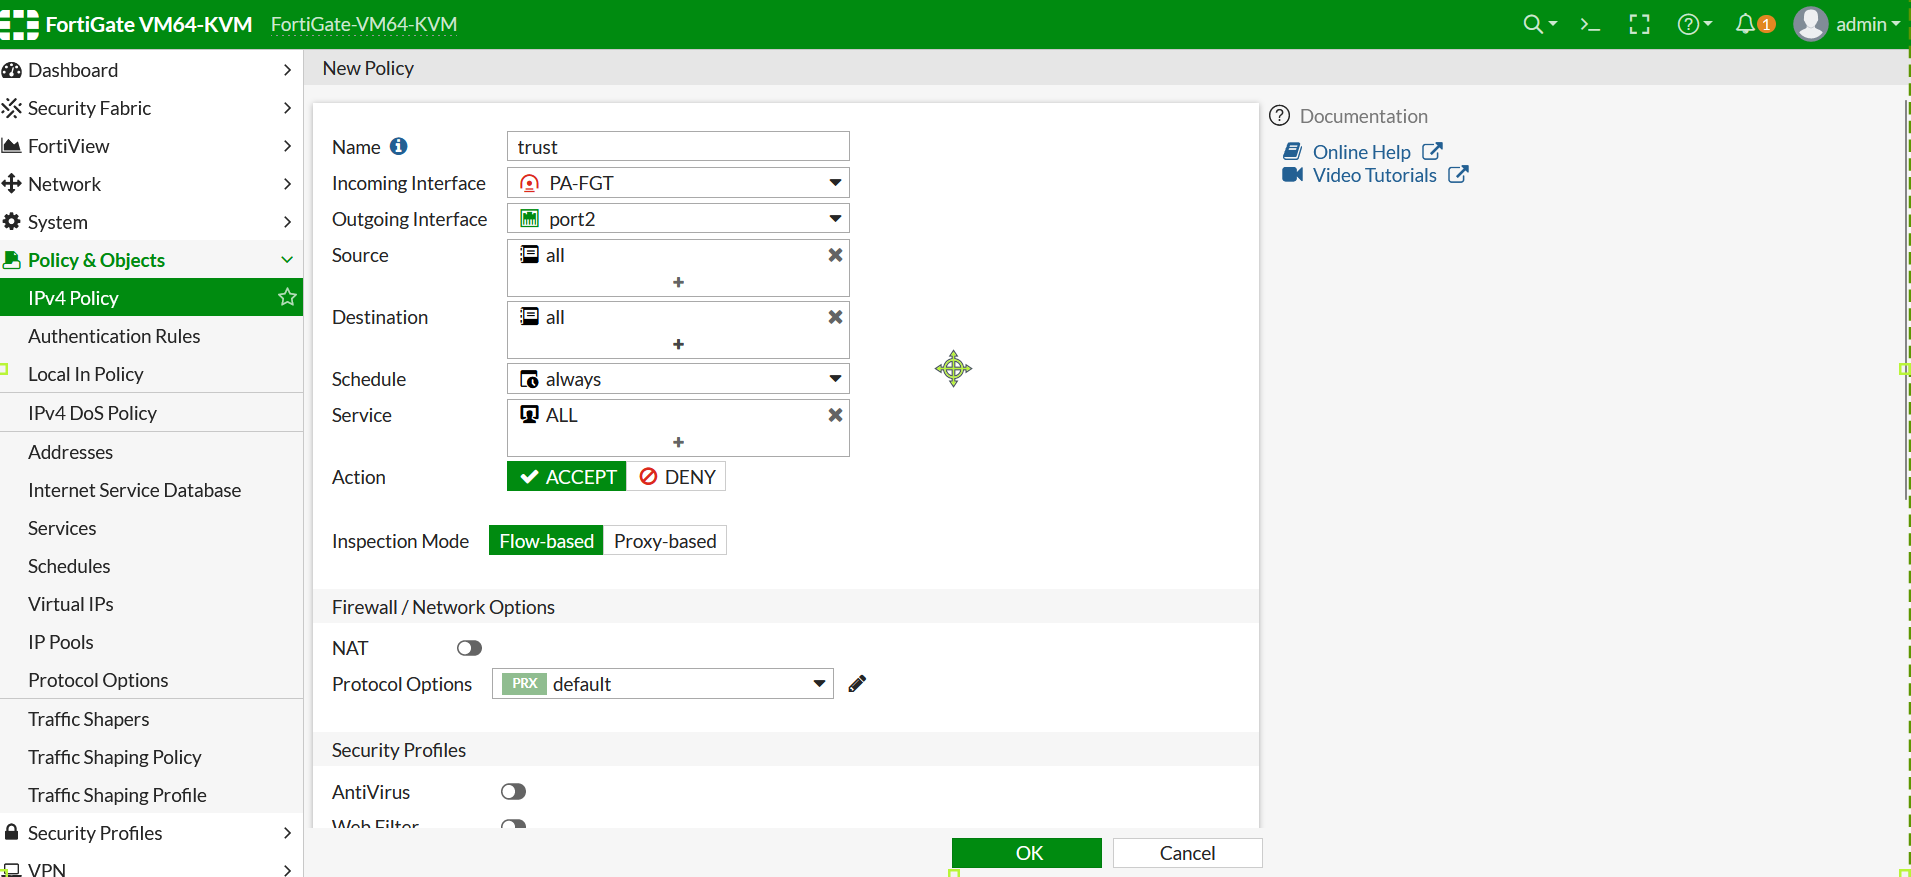 FortiGate VM64-KVM FortiGate-VM64-KVM 1 admin
Dashboard
Security Fabric
FortiView
Network
System
Policy & Objects
IPv4 Policy
Authentication Rules
Local In Policy
IPv4 DoS Policy
Addresses
Internet Service Database
Services
Schedules
Virtual IPs
IP Pools
Protocol Options
Traffic Shapers
Traffic Shaping Policy
Traffic Shaping Profile
Security Profiles
VPN
New Policy
Name trust
Incoming Interface PA-FGT
Outgoing Interface port2
Source all
+
Destination all
+
Schedule always
Service ALL
+
Action ACCEPT DENY
Inspection Mode Flow-based Proxy-based
Firewall / Network Options
NAT
Protocol Options PRX default
Security Profiles
AntiVirus
Web Filter
OK Cancel
Documentation
Online Help
Video Tutorials